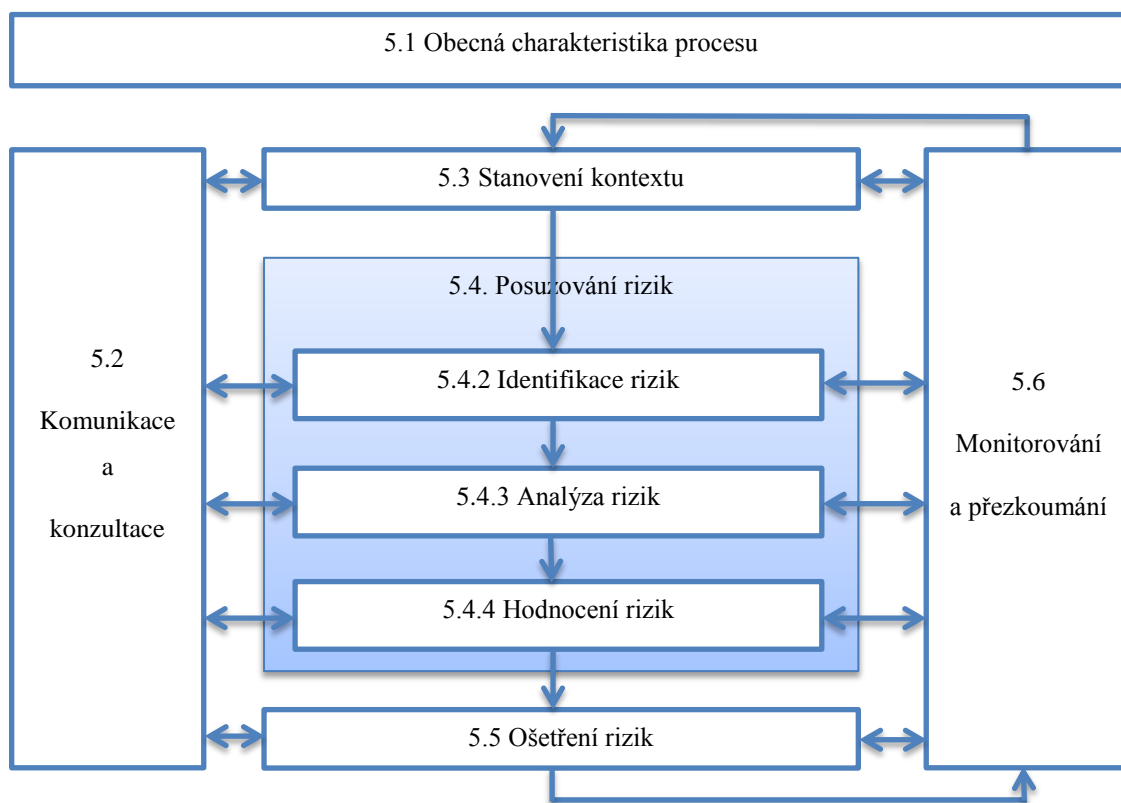 5.1 Obecná charakteristika procesu
5.3 Stanovení kontextu
5.4. Posuzování rizik
5.2
Komunikace
a
konzultace
5.4.2 Identifikace rizik
5.4.3 Analýza rizik
5.4.4 Hodnocení rizik
5.5 Ošetření rizik
5.6
Monitorování
a přezkoumání